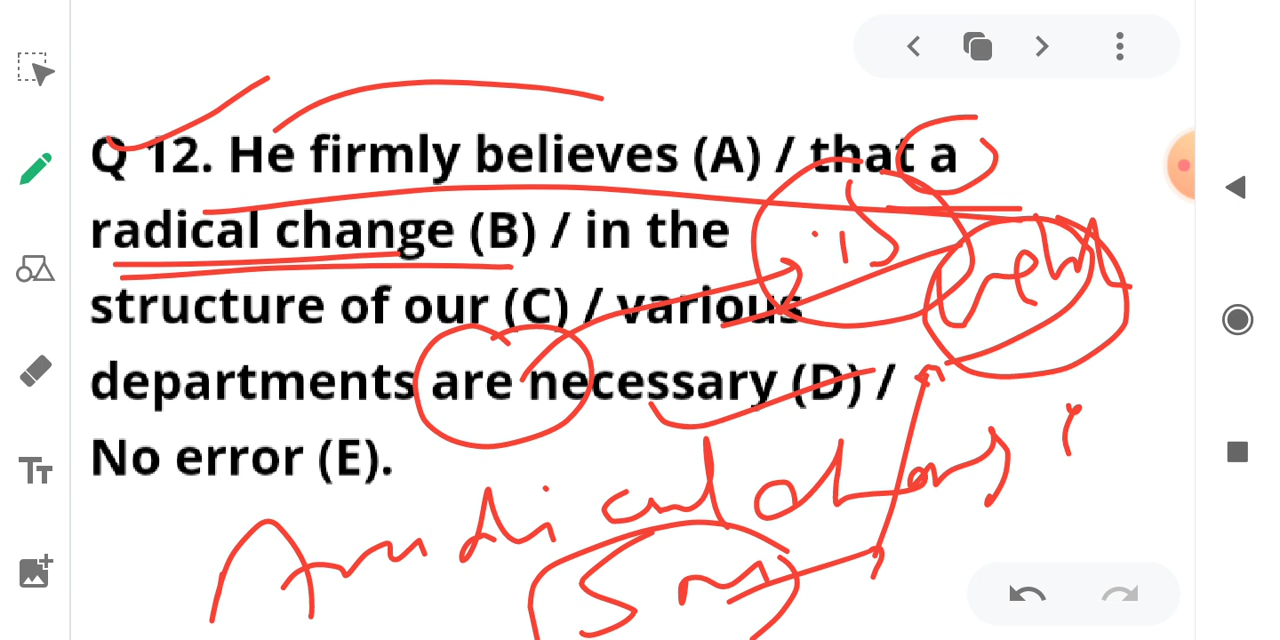 Q 12. He firmly believes (A) / that a
radical change (B) / in the
structure of our (C) / various
departments are necessary (D) /
No error (E).
is
A radical chang i